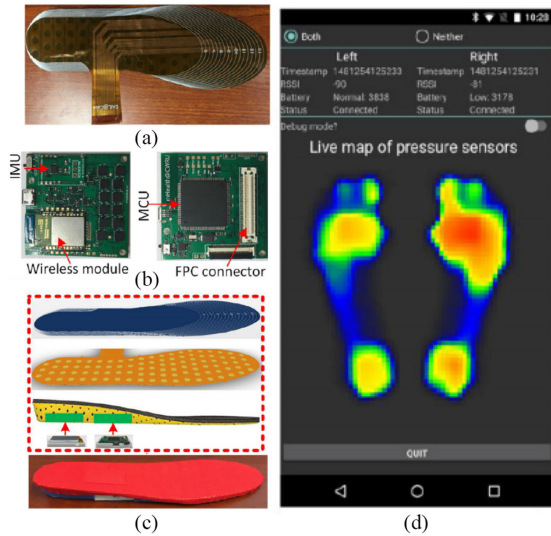 (a)
IMU
Wireless module
MCU
FPC connector
(b)
(c)
10:28
Both
Neither
Left Right
Timestamp 1481254125233 Timestamp 1481254125221
RSSI -90 RSSI -81
Battery Normal: 3838 Battery Low: 3178
Status Connected Status Connected
Debug mode?
Live map of pressure sensors
QUIT
(d)